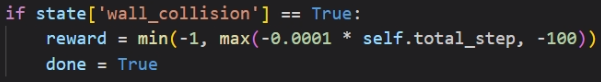 if state['wall_collision'] == True:
    reward = min(-1, max(-0.0001 * self.total_step, -100))
    done = True